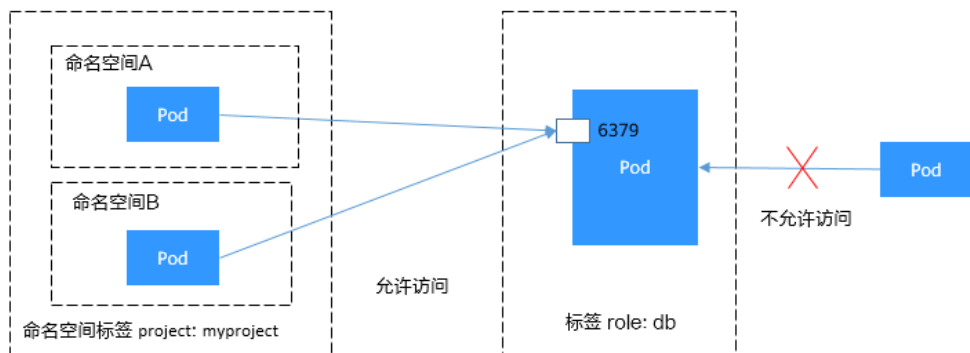 命名空间A
Pod
命名空间B
Pod
命名空间标签 project: myproject
允许访问
6379
Pod
标签 role: db
不允许访问
Pod